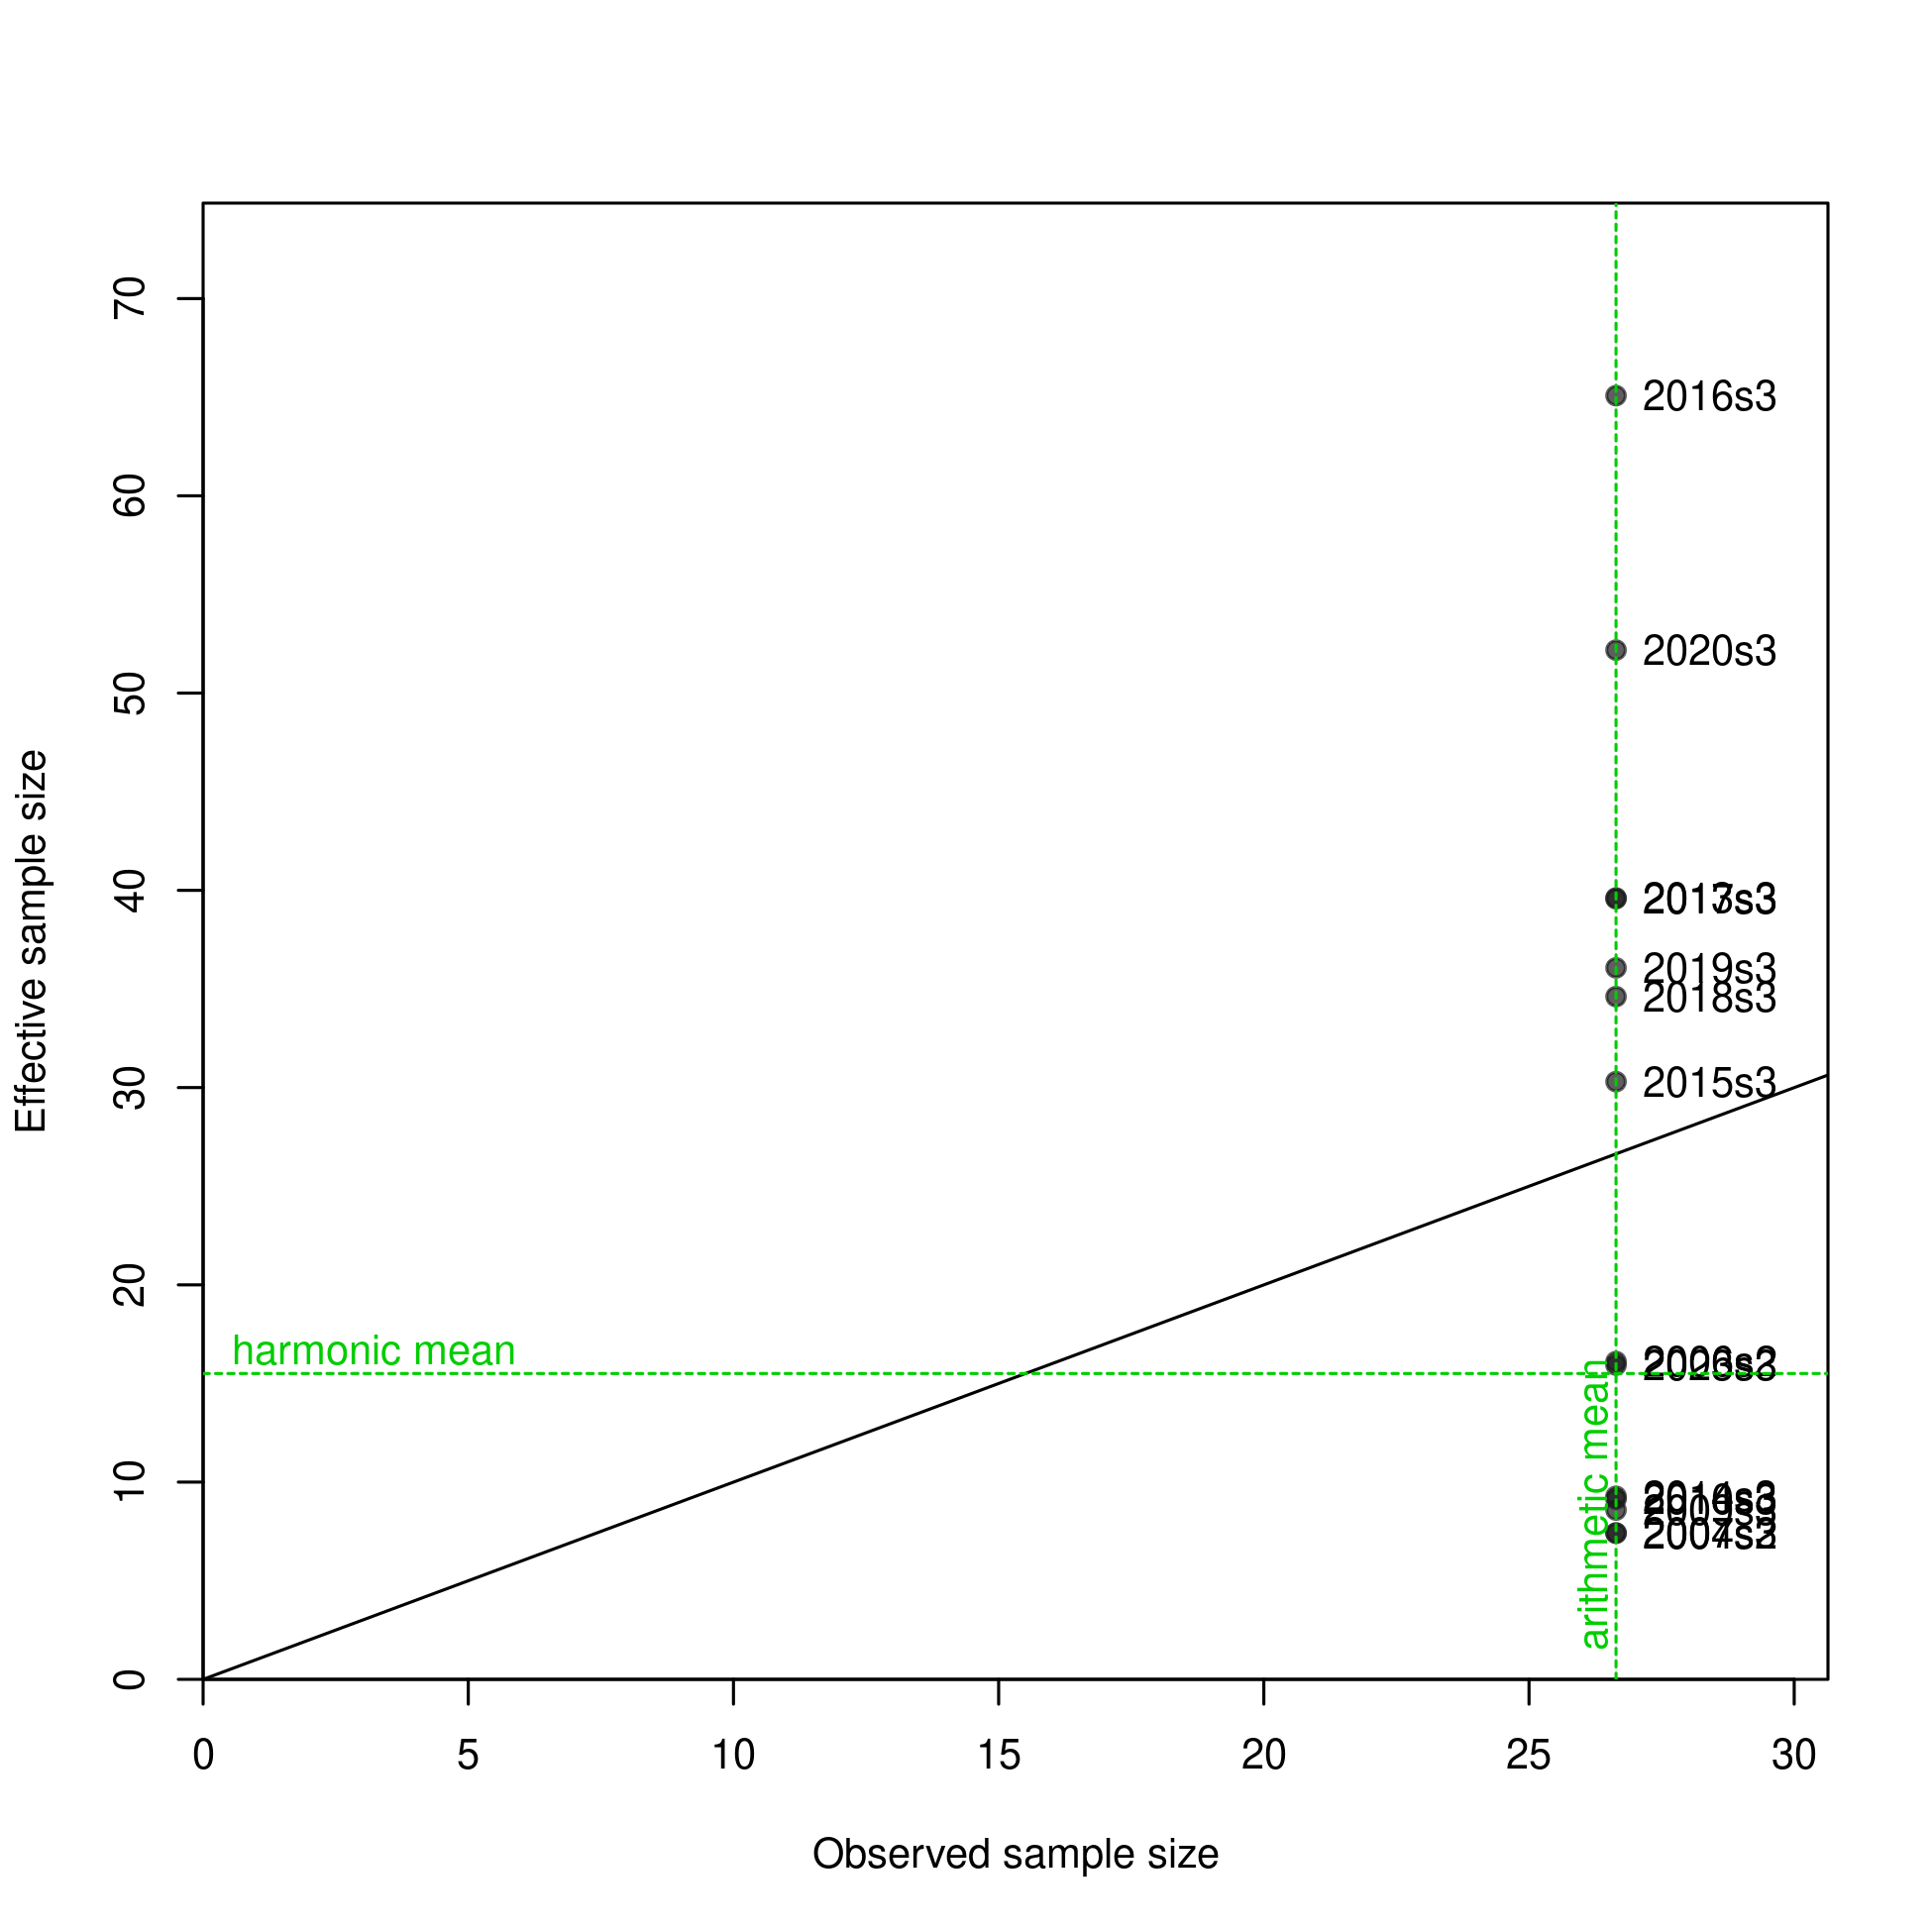 Effective sample size
70
60
50
40
30
20
10
0
2016s3
2020s3
2019s3
2018s3
2015s3
harmonic mean
arithmetic mean
0 5 10 15 20 25 30
Observed sample size